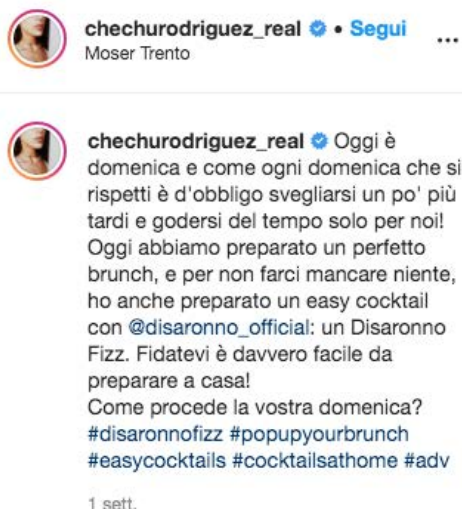 chechurodriguez_real • Segui ...
Moser Trento
chechurodriguez_real Oggi è
domenica e come ogni domenica che si
rispetti è d'obbligo svegliarsi un po' più
tardi e godersi del tempo solo per noi!
Oggi abbiamo preparato un perfetto
brunch, e per non farci mancare niente,
ho anche preparato un easy cocktail
con @disaronno_official: un Disaronno
Fizz. Fidatevi è davvero facile da
preparare a casa!
Come procede la vostra domenica?
#disaronnofizz #popupyourbrunch
#easycocktails #cocktailsathome #adv
1 sett.